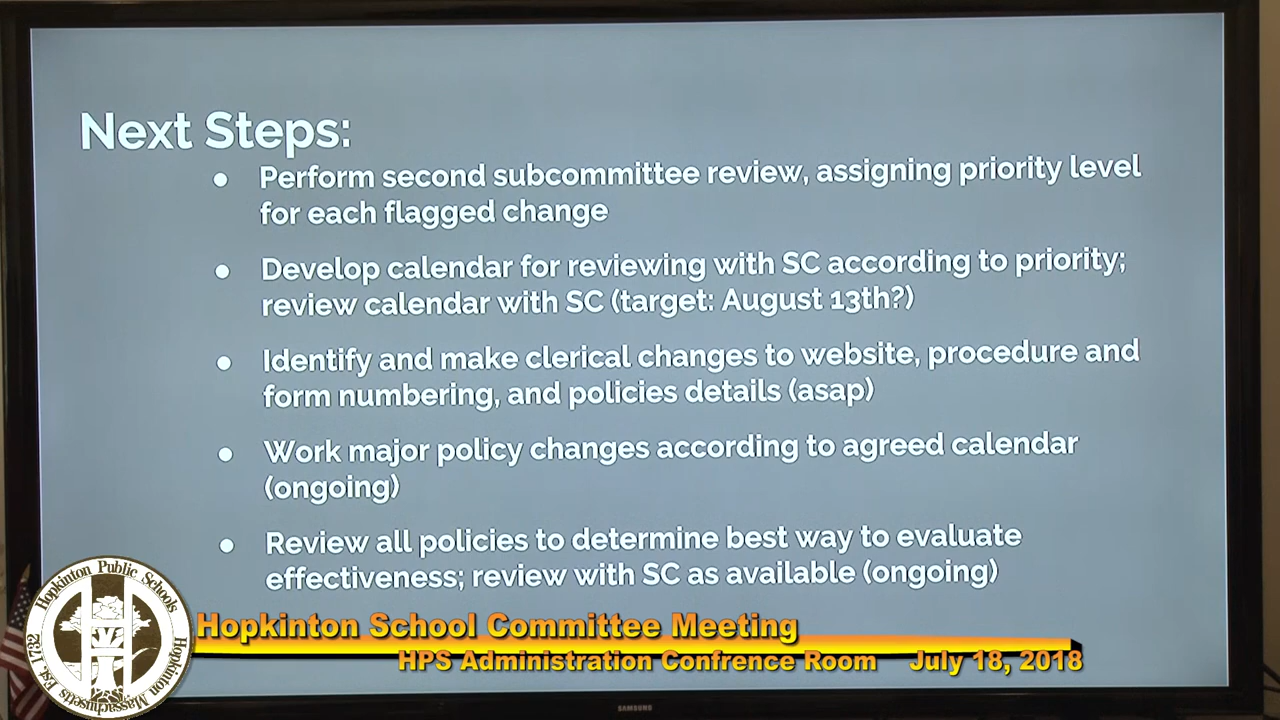 Next Steps:
● Perform second subcommittee review, assigning priority level
for each flagged change
● Develop calendar for reviewing with SC according to priority;
review calendar with SC (target: August 13th?)
● Identify and make clerical changes to website, procedure and
form numbering, and policies details (asap)
● Work major policy changes according to agreed calendar
(ongoing)
● Review all policies to determine best way to evaluate
effectiveness; review with SC as available (ongoing)
Hopkinton Public Schools
Hopkinton Massachusetts Est. 1732
Hopkinton School Committee Meeting
HPS Administration Confrence Room July 18, 2018
SAMSUNG